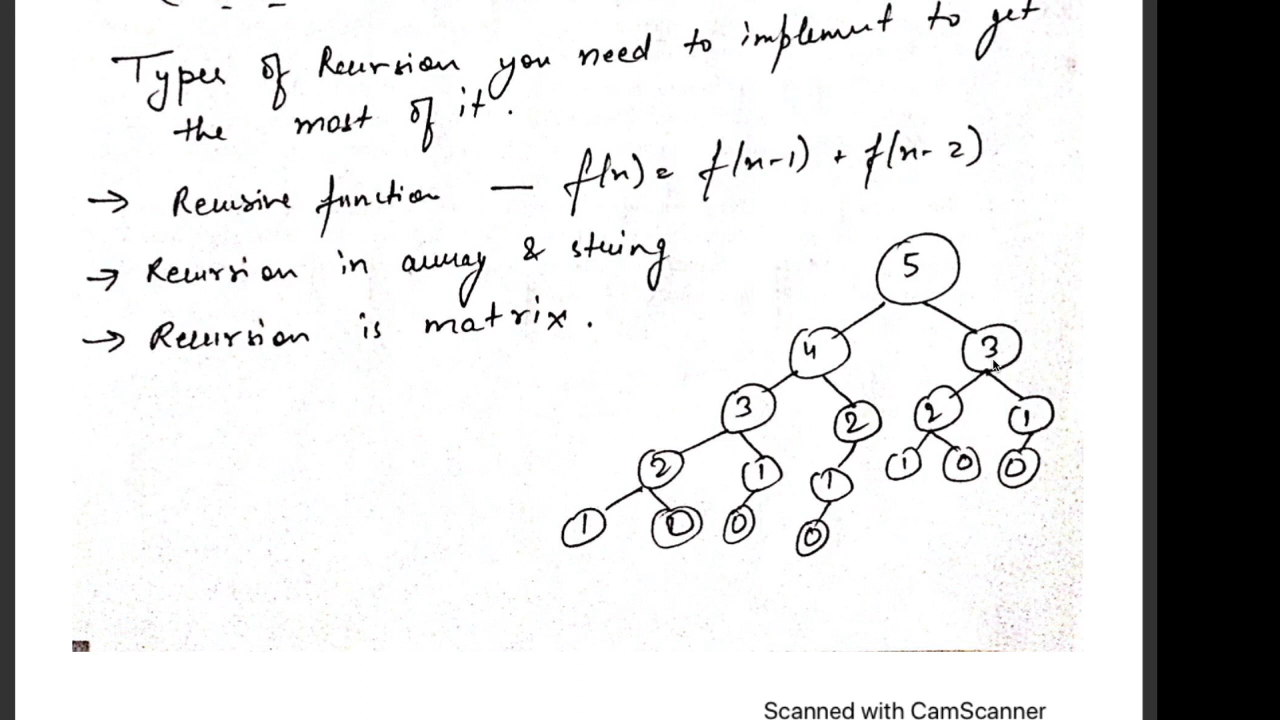 Types of Recursion you need to implement to get
the most of it.
→ Recursive function — f(n) = f(n-1) + f(n-2)
→ Recursion in array & string
→ Recursion is matrix.
5
4 3
3 2 2 1
2 1 1 1 0 0
1 0 0 0
Scanned with CamScanner